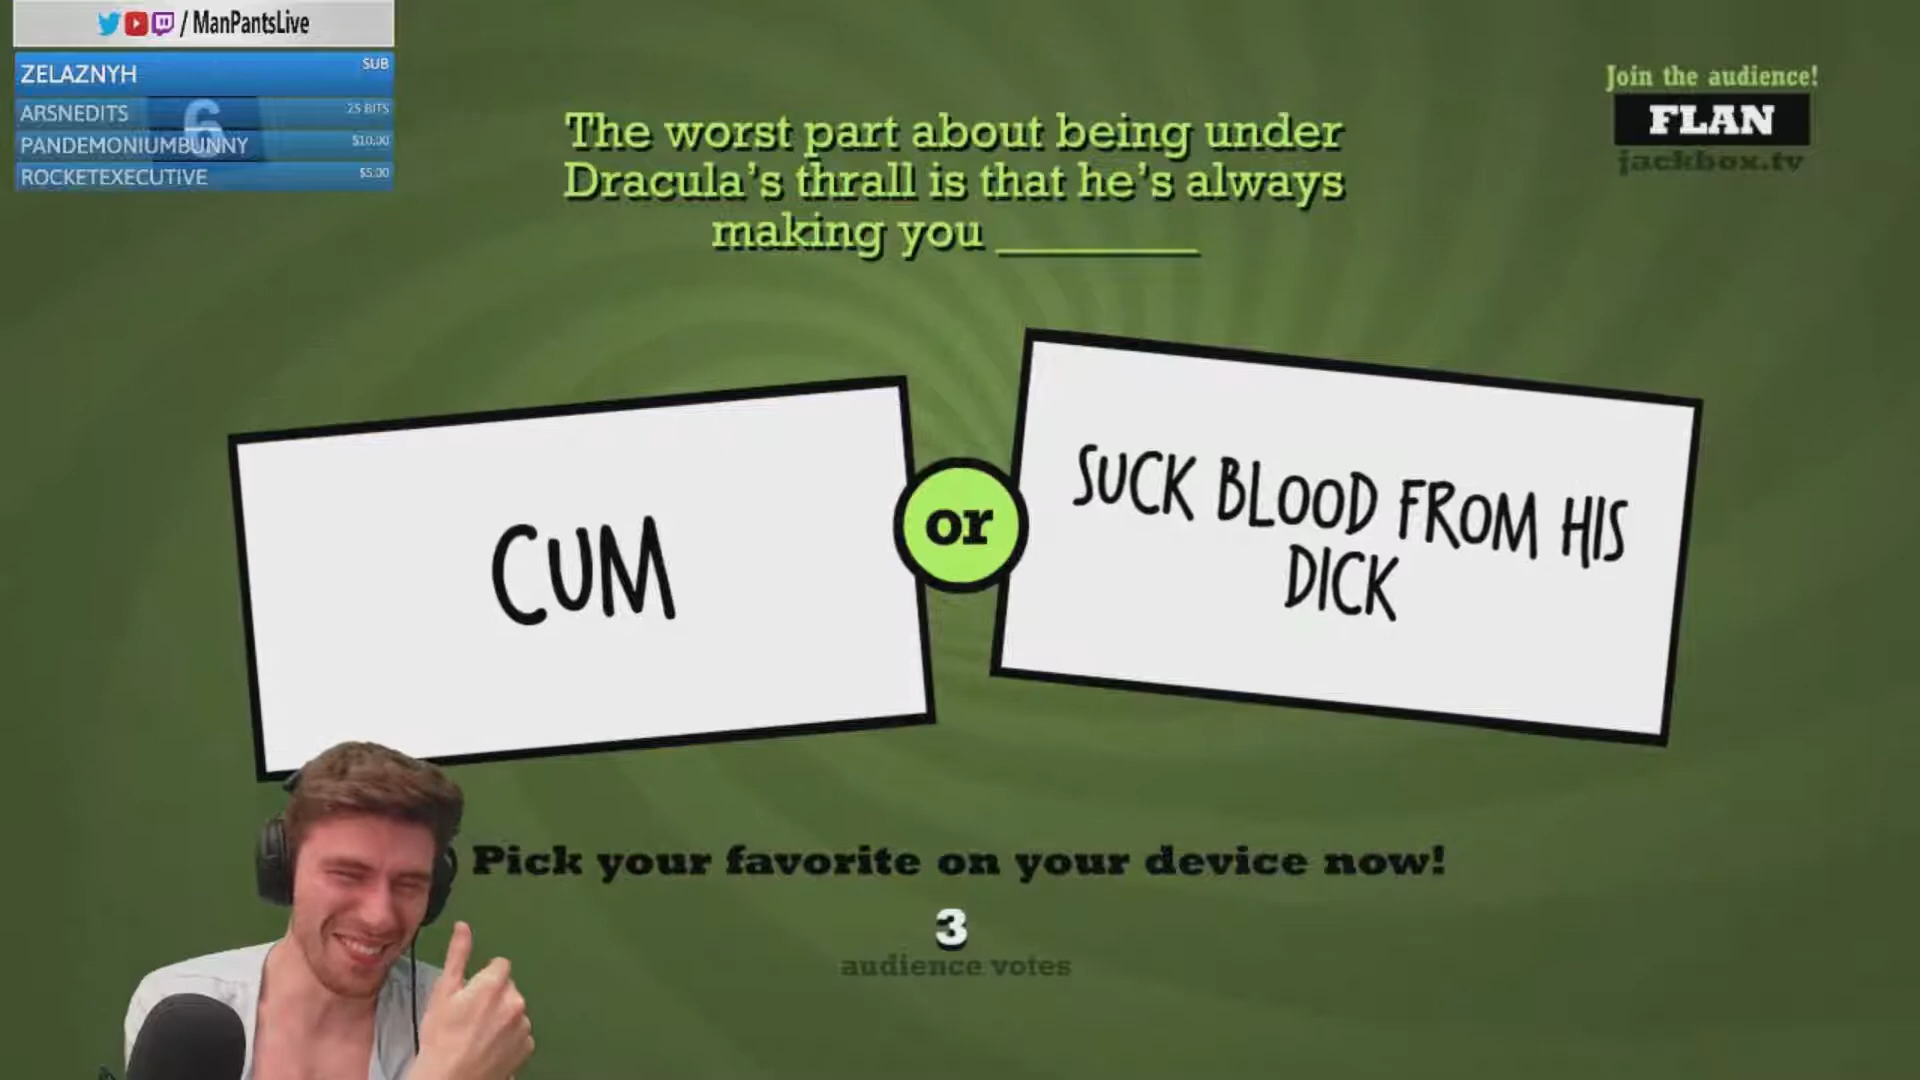 / ManPantsLive
ZELAZNYH SUB
ARSNEDITS 25 BITS
6
PANDEMONIUMBUNNY $10.00
ROCKETEXECUTIVE $5.00
Join the audience!
FLAN
jackbox.tv
The worst part about being under
Dracula's thrall is that he's always
making you ________
CUM
or
SUCK BLOOD FROM HIS
DICK
Pick your favorite on your device now!
3
audience votes